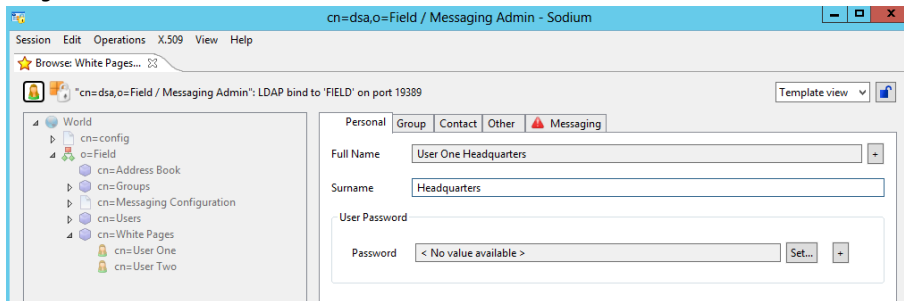 cn=dsa,o=Field / Messaging Admin - Sodium
Session Edit Operations X.509 View Help
Browse: White Pages...
"cn=dsa,o=Field / Messaging Admin": LDAP bind to 'FIELD' on port 19389
Template view
World
cn=config
o=Field
cn=Address Book
cn=Groups
cn=Messaging Configuration
cn=Users
cn=White Pages
cn=User One
cn=User Two
Personal Group Contact Other Messaging
Full Name User One Headquarters +
Surname Headquarters
User Password
Password < No value available > Set... +